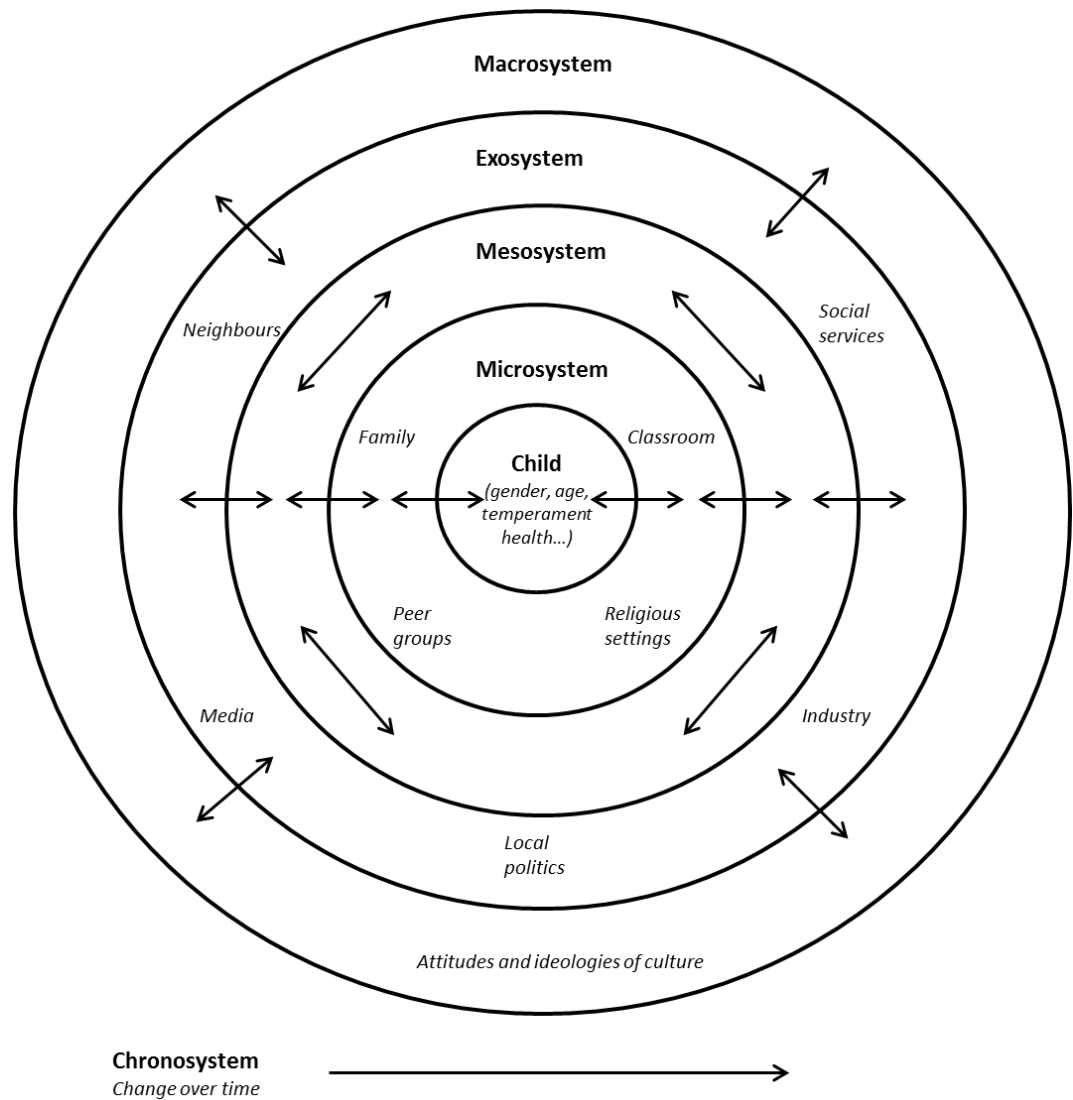 Macrosystem
Exosystem
Mesosystem
Neighbours
Social
services
Microsystem
Family
Classroom
Child
(gender, age,
temperament
health...)
Peer
groups
Religious
settings
Media
Industry
Local
politics
Attitudes and ideologies of culture
Chronosystem
Change over time